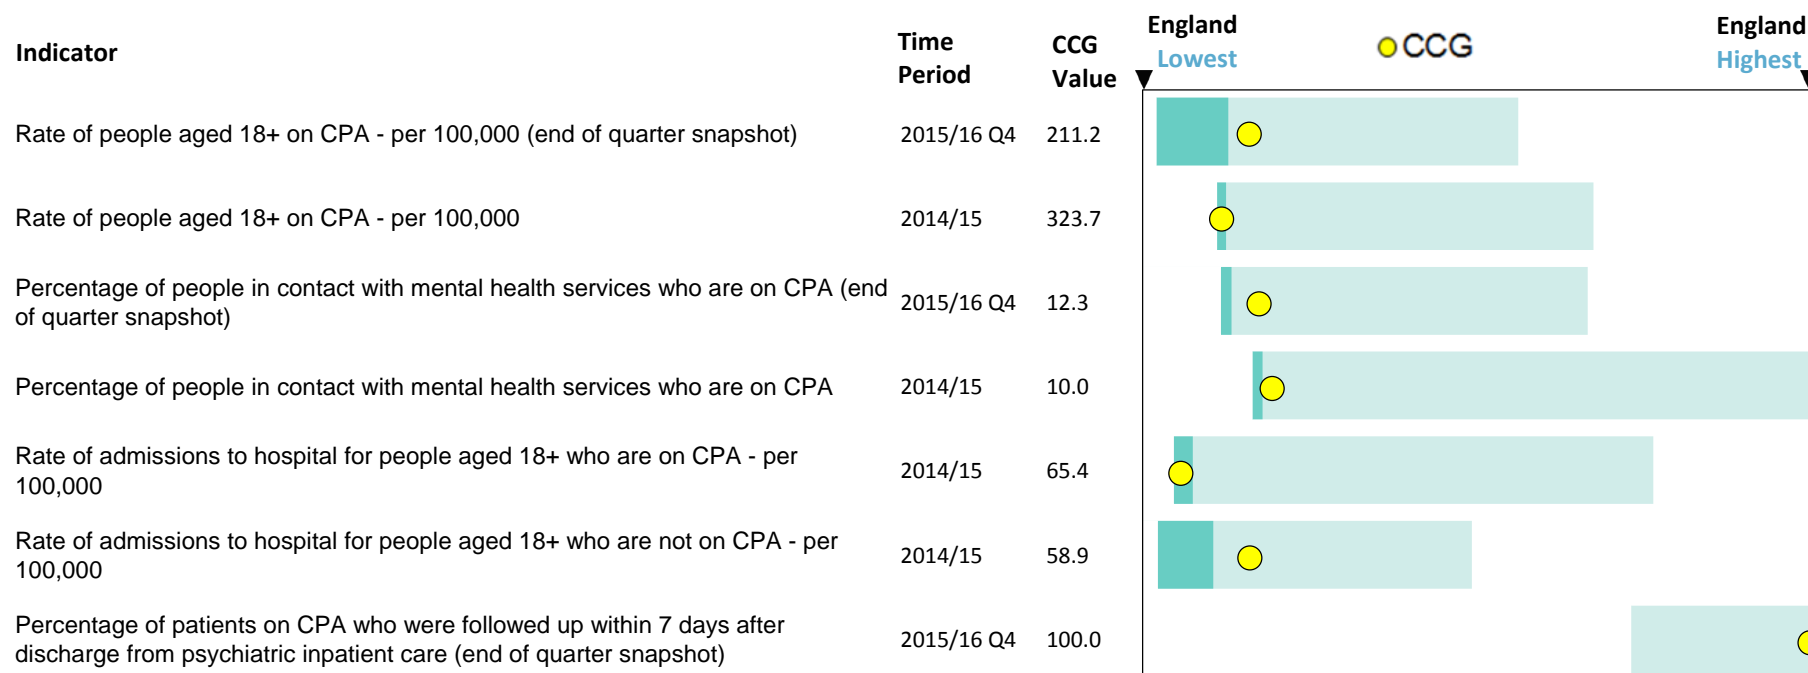 Indicator
Time
Period
CCG
Value
England
Lowest
CCG
England
Highest
Rate of people aged 18+ on CPA - per 100,000 (end of quarter snapshot)
2015/16 Q4
211.2
Rate of people aged 18+ on CPA - per 100,000
2014/15
323.7
Percentage of people in contact with mental health services who are on CPA (end
of quarter snapshot)
2015/16 Q4
12.3
Percentage of people in contact with mental health services who are on CPA
2014/15
10.0
Rate of admissions to hospital for people aged 18+ who are on CPA - per
100,000
2014/15
65.4
Rate of admissions to hospital for people aged 18+ who are not on CPA - per
100,000
2014/15
58.9
Percentage of patients on CPA who were followed up within 7 days after
discharge from psychiatric inpatient care (end of quarter snapshot)
2015/16 Q4
100.0